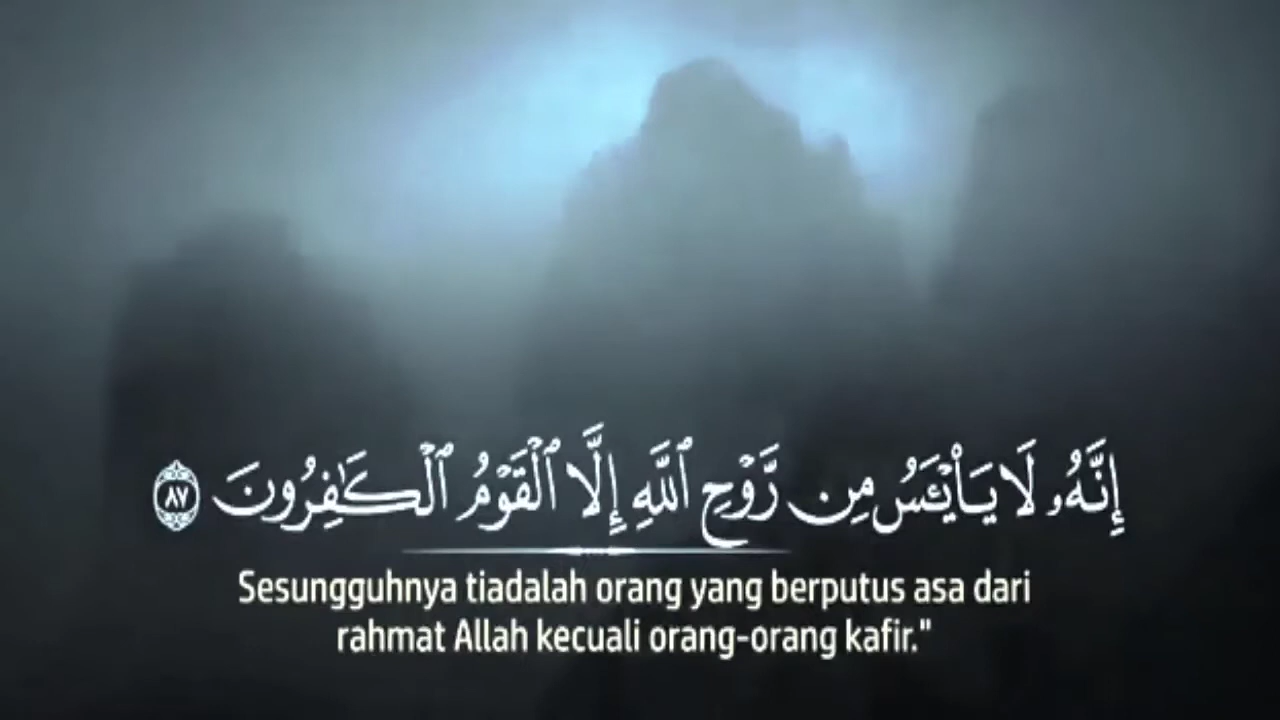 إِنَّهُۥ لَا يَا۟يْـَٔسُ مِن رَّوْحِ ٱللَّهِ إِلَّا ٱلْقَوْمُ ٱلْكَـٰفِرُونَ ٨٧
Sesungguhnya tiadalah orang yang berputus asa dari
rahmat Allah kecuali orang-orang kafir."